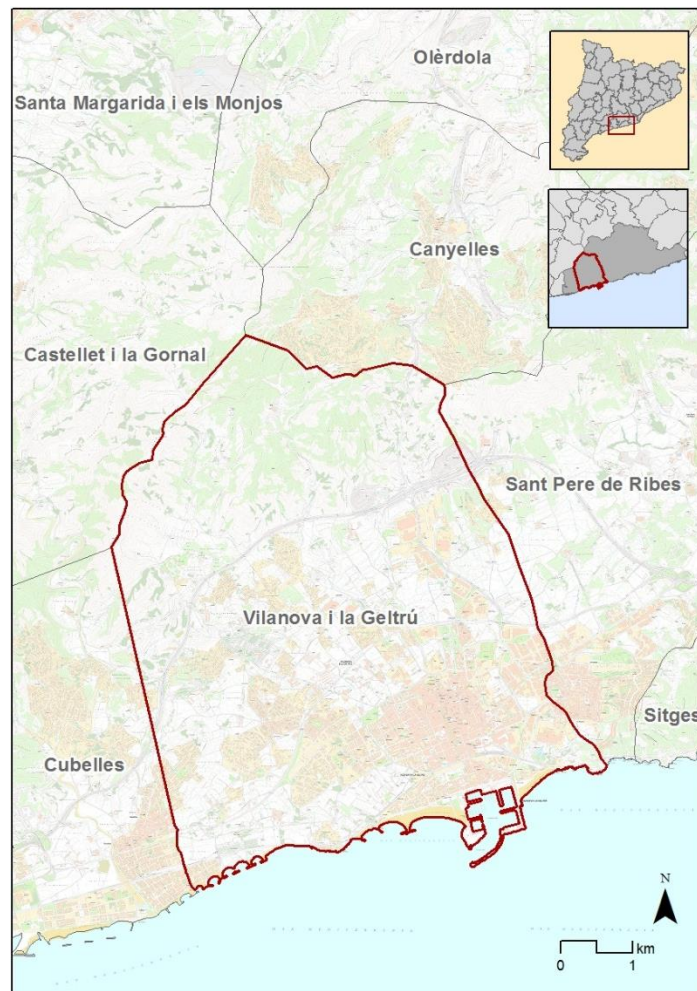 Olèrdola
Santa Margarida i els Monjos
Canyelles
Castellet i la Gornal
Sant Pere de Ribes
Vilanova i la Geltrú
Sitges
Cubelles
N
km
0 1